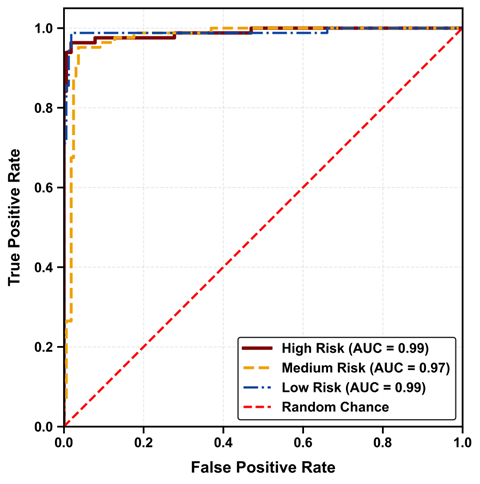 1.0
0.8
0.6
0.4
0.2
0.0
True Positive Rate
High Risk (AUC = 0.99)
Medium Risk (AUC = 0.97)
Low Risk (AUC = 0.99)
Random Chance
0.0 0.2 0.4 0.6 0.8 1.0
False Positive Rate